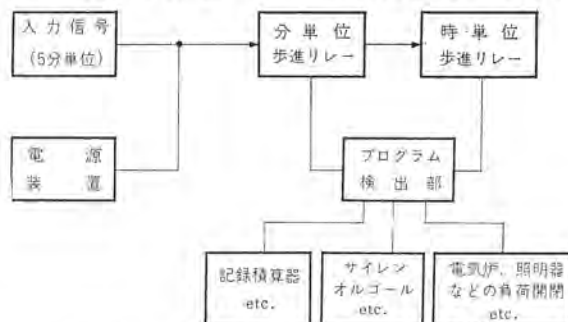 入力信号
(5分単位)
分単位
歩進リレー
時単位
歩進リレー
電源
装置
プログラム
検出部
記録積算器
etc.
サイレン
オルゴール
etc.
電気炉、照明器
などの負荷開閉
etc.